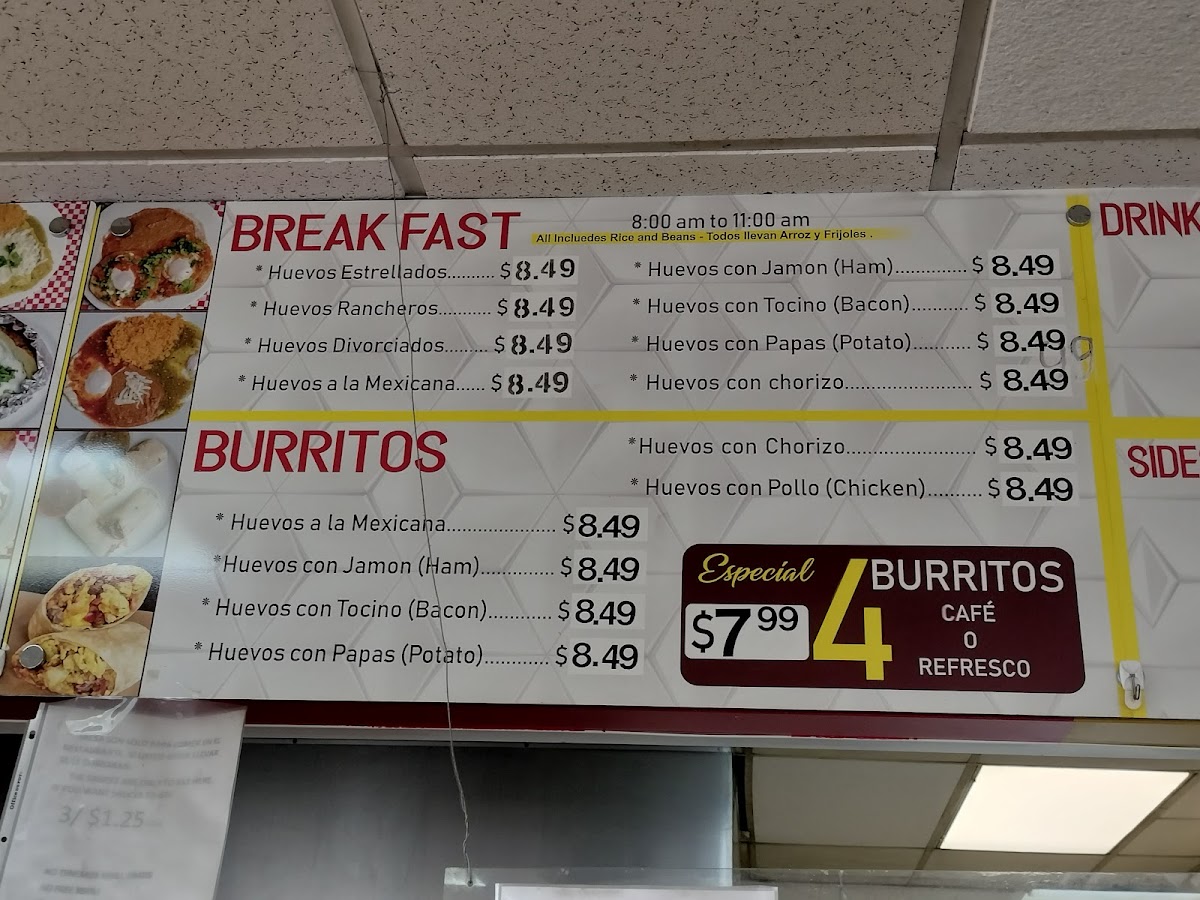 BREAK FAST
8:00 am to 11:00 am
All Incluedes Rice and Beans - Todos llevan Arroz y Frijoles .
* Huevos Estrellados.......... $8.49
* Huevos Rancheros........... $8.49
* Huevos Divorciados......... $8.49
* Huevos a la Mexicana...... $8.49
* Huevos con Jamon (Ham).............. $ 8.49
* Huevos con Tocino (Bacon)........... $ 8.49
* Huevos con Papas (Potato)........... $ 8.49
* Huevos con chorizo........................ $ 8.49
BURRITOS
* Huevos a la Mexicana...................... $8.49
*Huevos con Jamon (Ham).............. $8.49
* Huevos con Tocino (Bacon)............ $8.49
* Huevos con Papas (Potato)........... $8.49
*Huevos con Chorizo........................ $8.49
* Huevos con Pollo (Chicken).......... $8.49
Especial
$7.99
4 BURRITOS
CAFÉ
O
REFRESCO
DRINK
SIDES
3/ $1.25